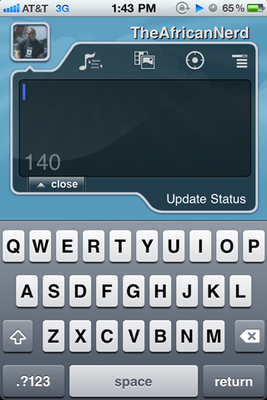 AT&T 3G 1:43 PM 65%
TheAfricanNerd
140
close
Update Status
Q W E R T Y U I O P
A S D F G H J K L
Z X C V B N M
.?123 space return